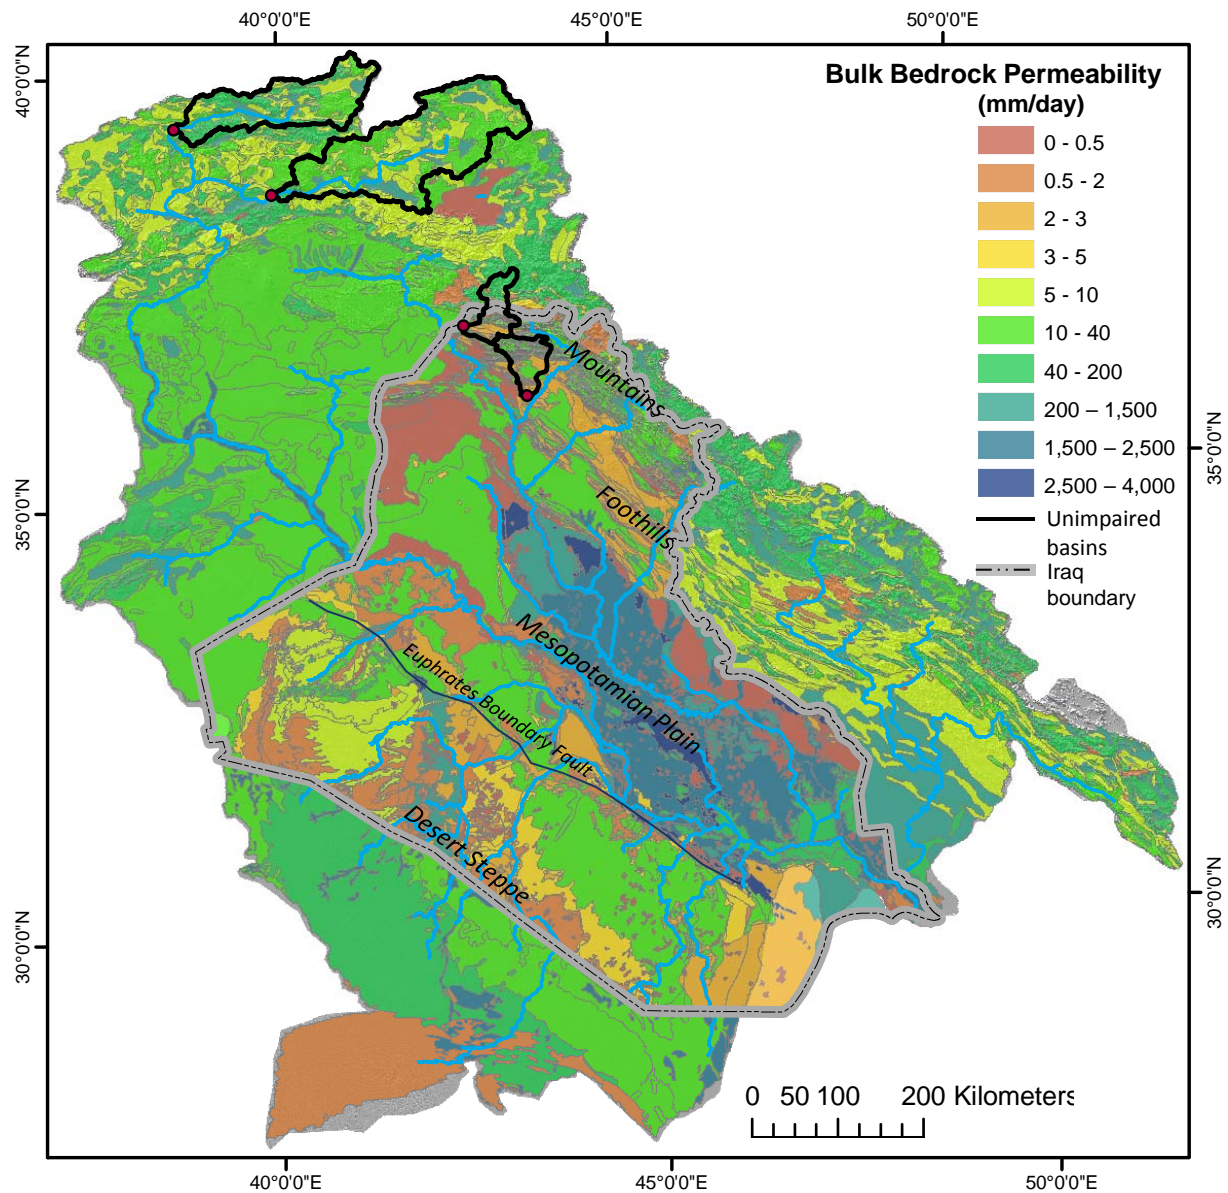 40°0'0"E
45°0'0"E
50°0'0"E
40°0'0"N
35°0'0"N
30°0'0"N
35°0'0"N
30°0'0"N
Bulk Bedrock Permeability
(mm/day)
0 - 0.5
0.5 - 2
2 - 3
3 - 5
5 - 10
10 - 40
40 - 200
200 – 1,500
1,500 – 2,500
2,500 – 4,000
Unimpaired
basins
Iraq
boundary
Mountains
Foothills
Mesopotamian Plain
Euphrates Boundary Fault
Desert Steppe
0 50 100 200 Kilometers
40°0'0"E
45°0'0"E
50°0'0"E